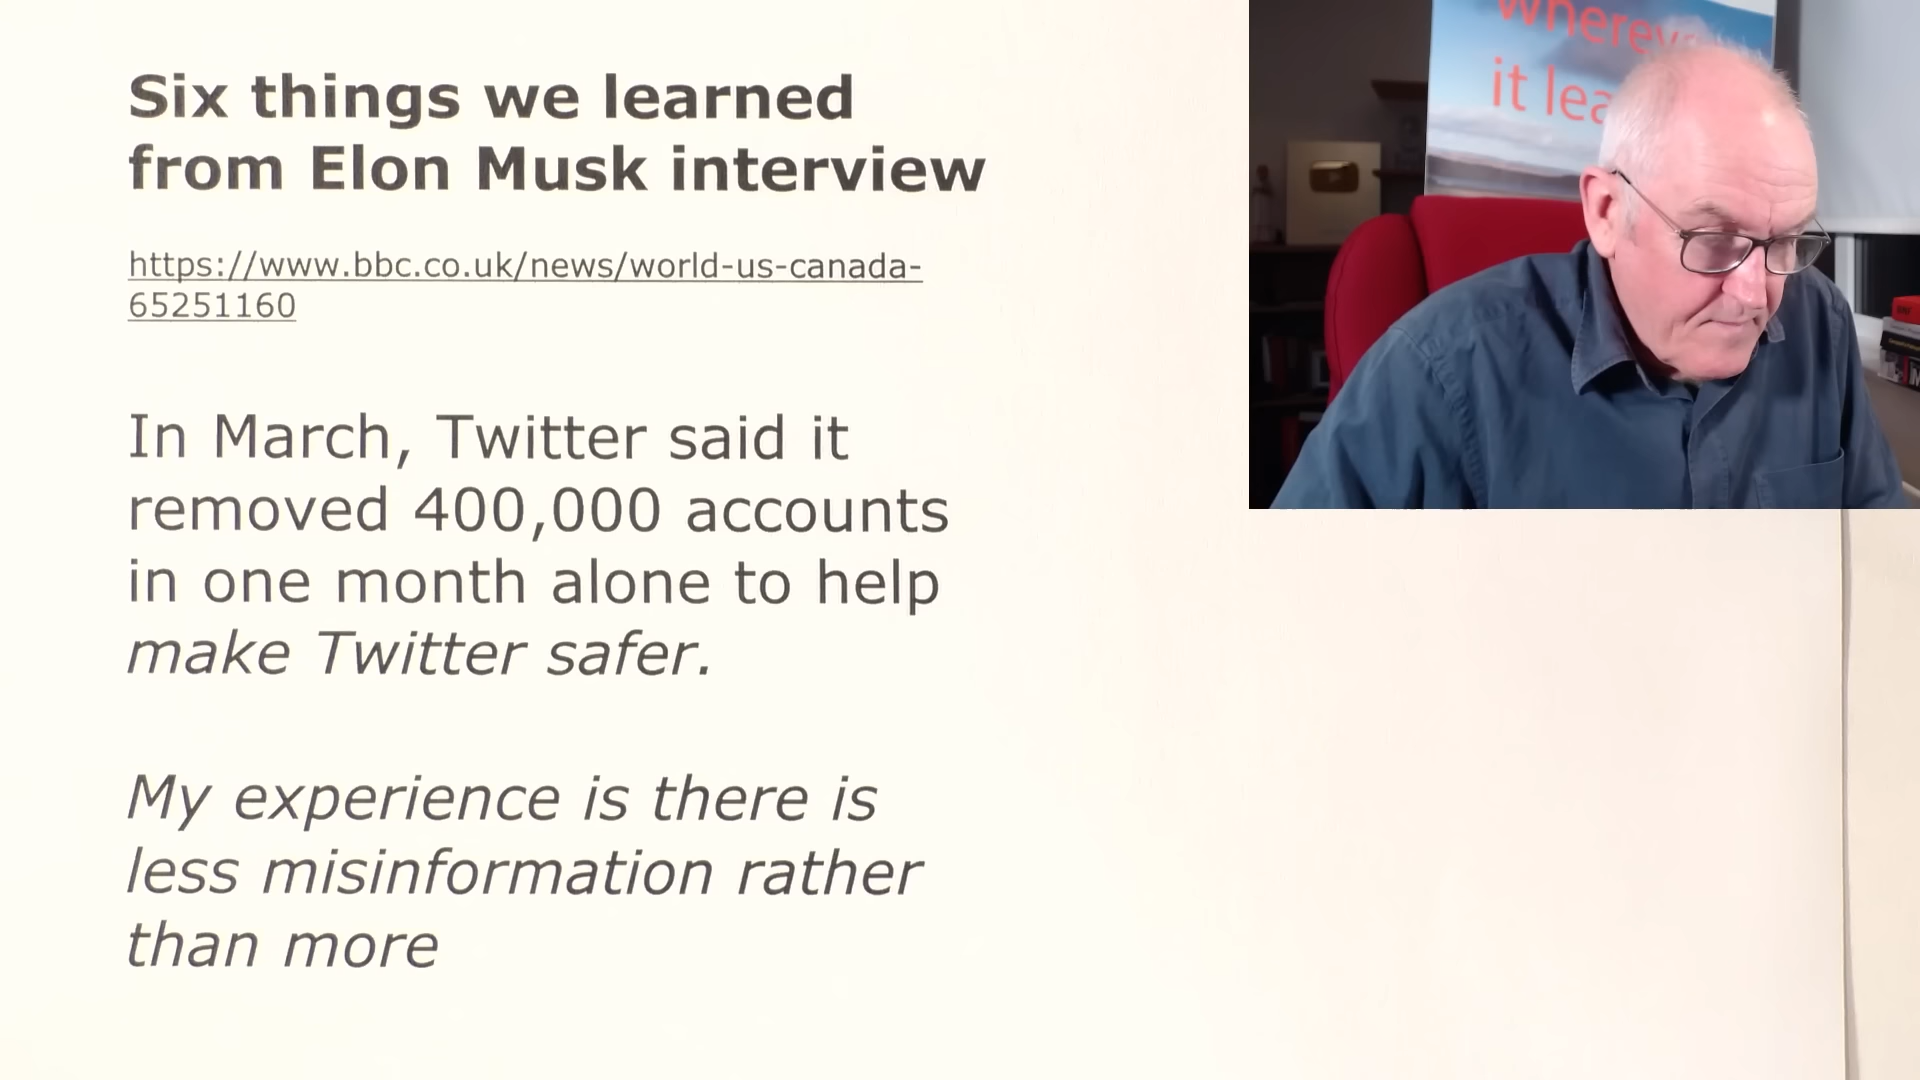 Six things we learned
from Elon Musk interview
https://www.bbc.co.uk/news/world-us-canada-
65251160
In March, Twitter said it
removed 400,000 accounts
in one month alone to help
make Twitter safer.
My experience is there is
less misinformation rather
than more
it